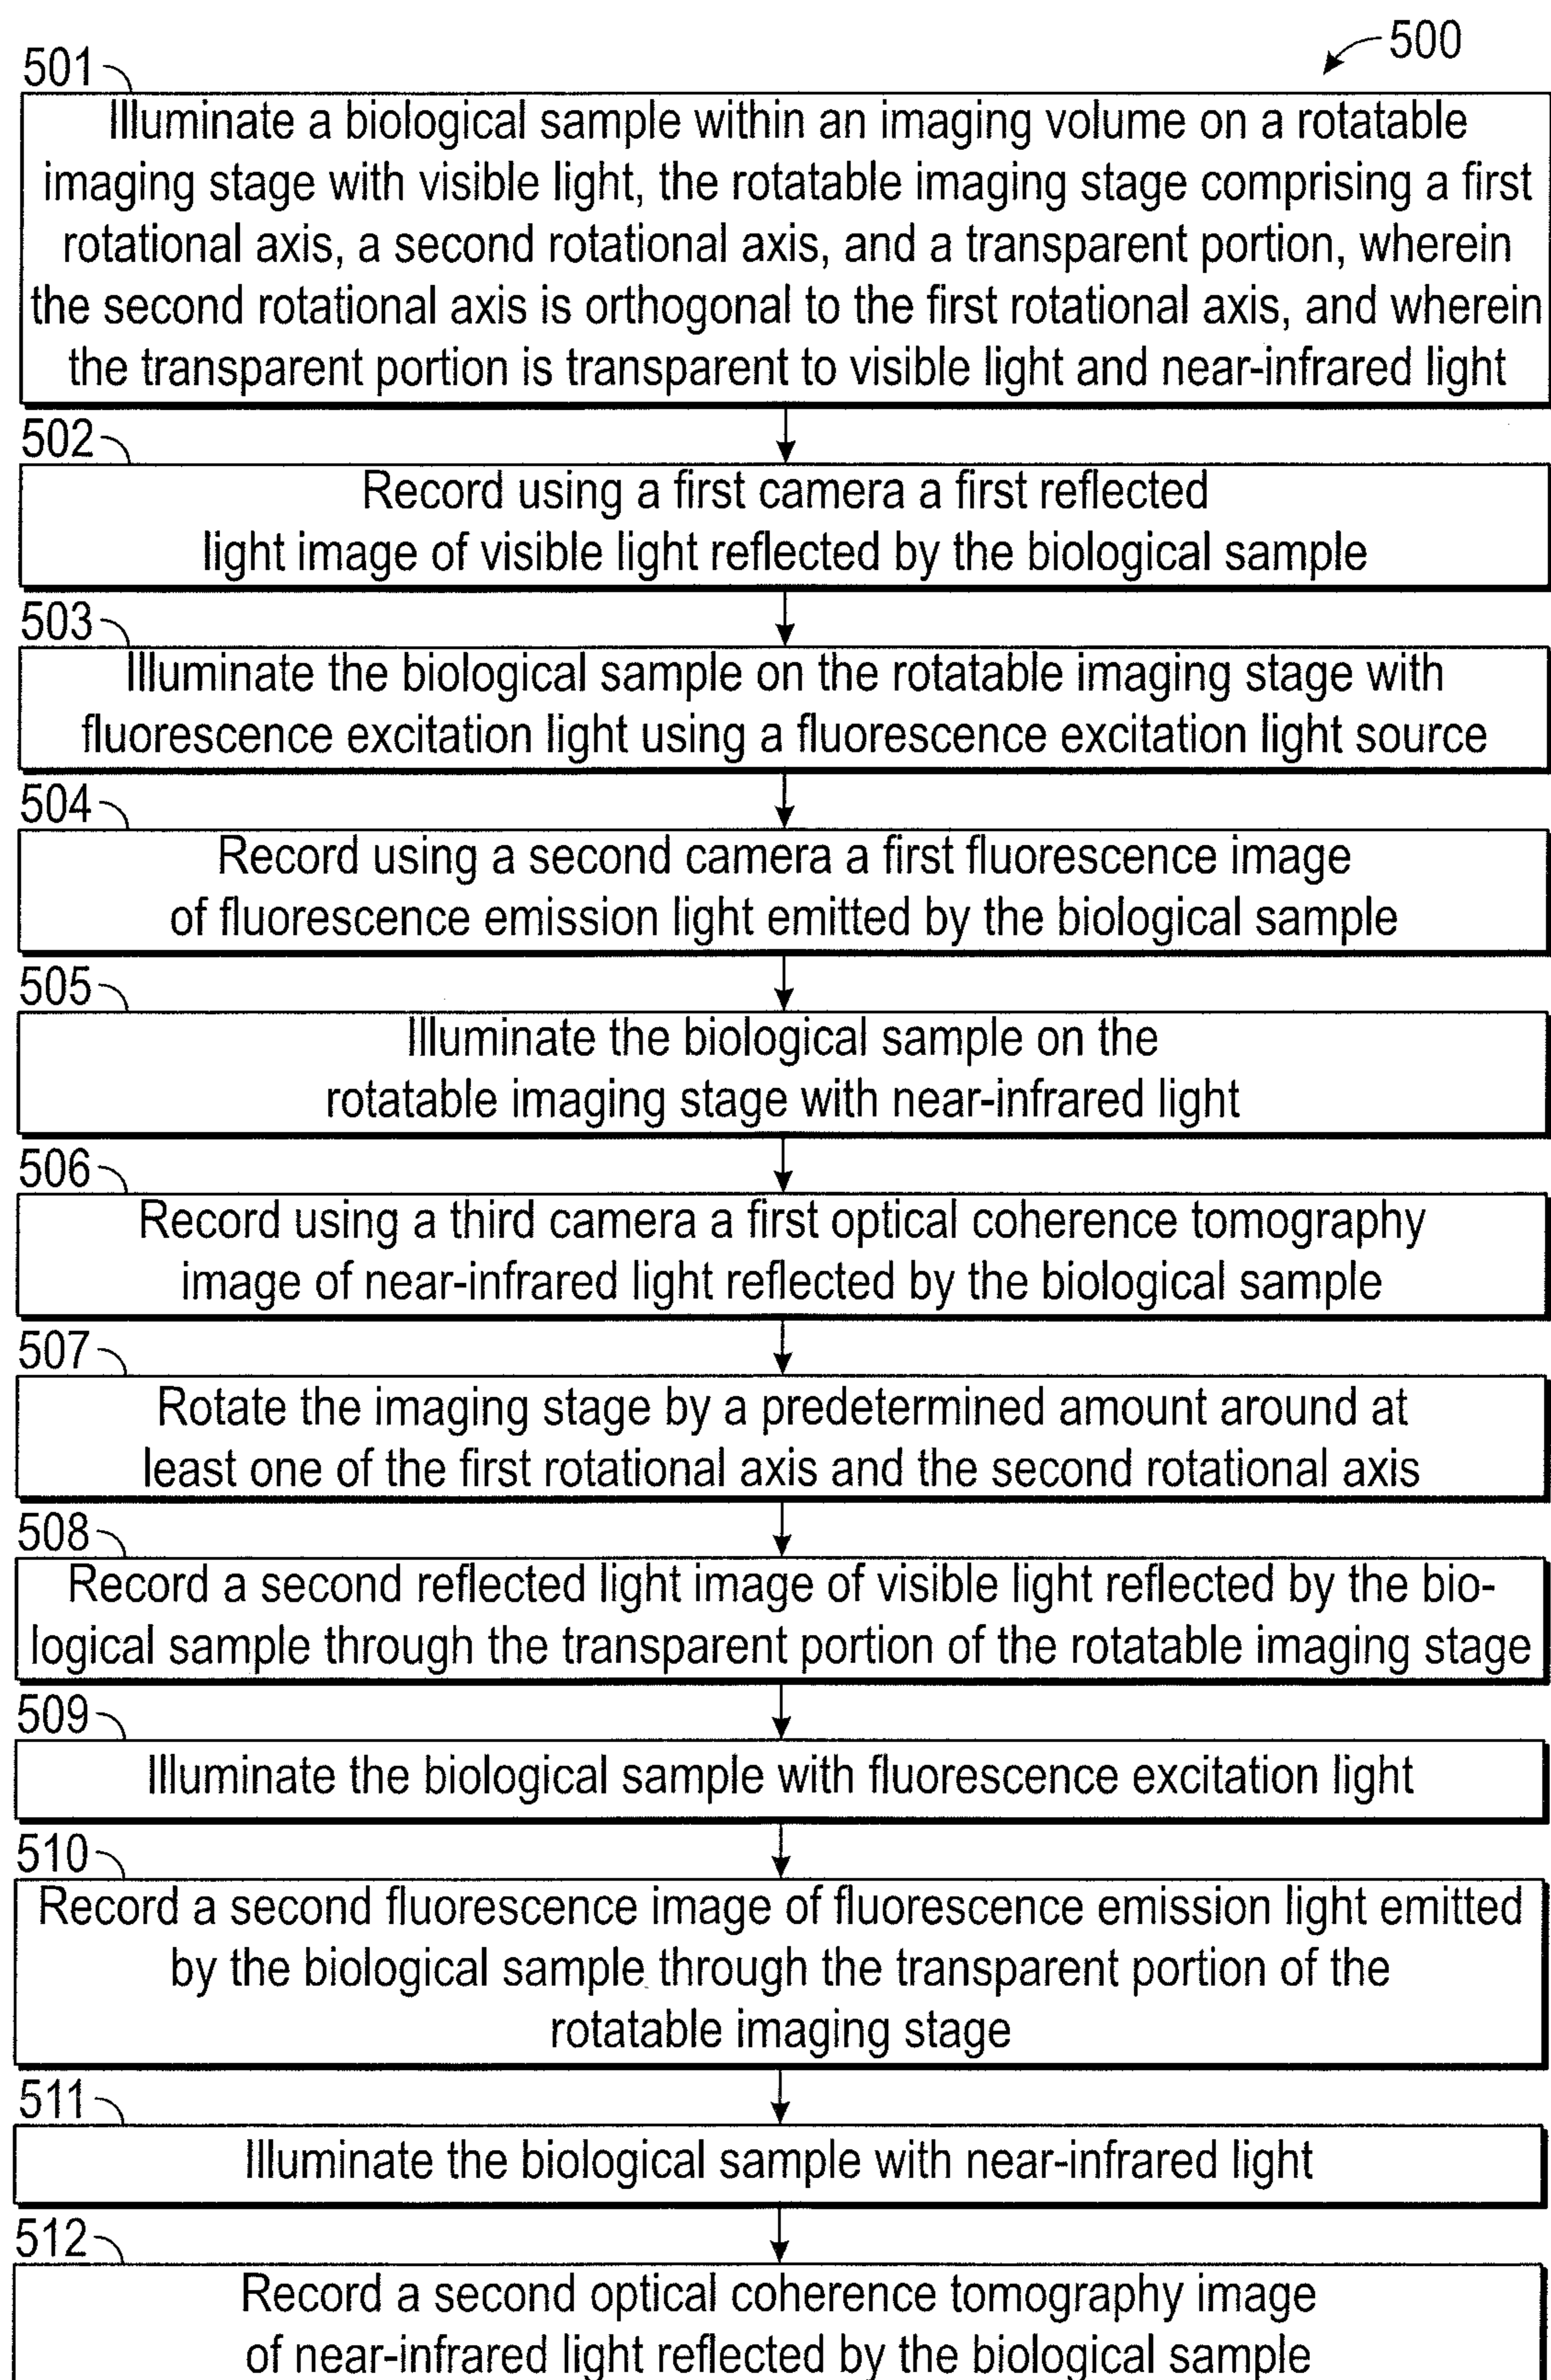 500
501
Illuminate a biological sample within an imaging volume on a rotatable
imaging stage with visible light, the rotatable imaging stage comprising a first
rotational axis, a second rotational axis, and a transparent portion, wherein
the second rotational axis is orthogonal to the first rotational axis, and wherein
the transparent portion is transparent to visible light and near-infrared light
502
Record using a first camera a first reflected
light image of visible light reflected by the biological sample
503
Illuminate the biological sample on the rotatable imaging stage with
fluorescence excitation light using a fluorescence excitation light source
504
Record using a second camera a first fluorescence image
of fluorescence emission light emitted by the biological sample
505
Illuminate the biological sample on the
rotatable imaging stage with near-infrared light
506
Record using a third camera a first optical coherence tomography
image of near-infrared light reflected by the biological sample
507
Rotate the imaging stage by a predetermined amount around at
least one of the first rotational axis and the second rotational axis
508
Record a second reflected light image of visible light reflected by the bio-
logical sample through the transparent portion of the rotatable imaging stage
509
Illuminate the biological sample with fluorescence excitation light
510
Record a second fluorescence image of fluorescence emission light emitted
by the biological sample through the transparent portion of the
rotatable imaging stage
511
Illuminate the biological sample with near-infrared light
512
Record a second optical coherence tomography image
of near-infrared light reflected by the biological sample